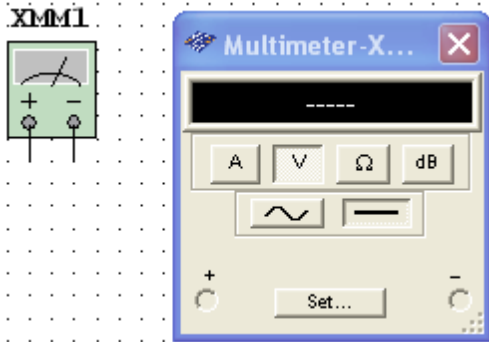 XMM1
Multimeter-X...
+ -
-----
A V Ω dB
+ -
Set...